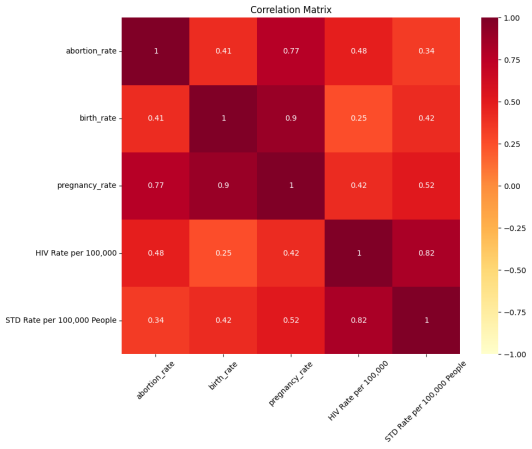 Correlation Matrix
abortion_rate 1 0.41 0.77 0.48 0.34
birth_rate 0.41 1 0.9 0.25 0.42
pregnancy_rate 0.77 0.9 1 0.42 0.52
HIV Rate per 100,000 0.48 0.25 0.42 1 0.82
STD Rate per 100,000 People 0.34 0.42 0.52 0.82 1
abortion_rate
birth_rate
pregnancy_rate
HIV Rate per 100,000
STD Rate per 100,000 People
1.00
0.75
0.50
0.25
0.00
−0.25
−0.50
−0.75
−1.00